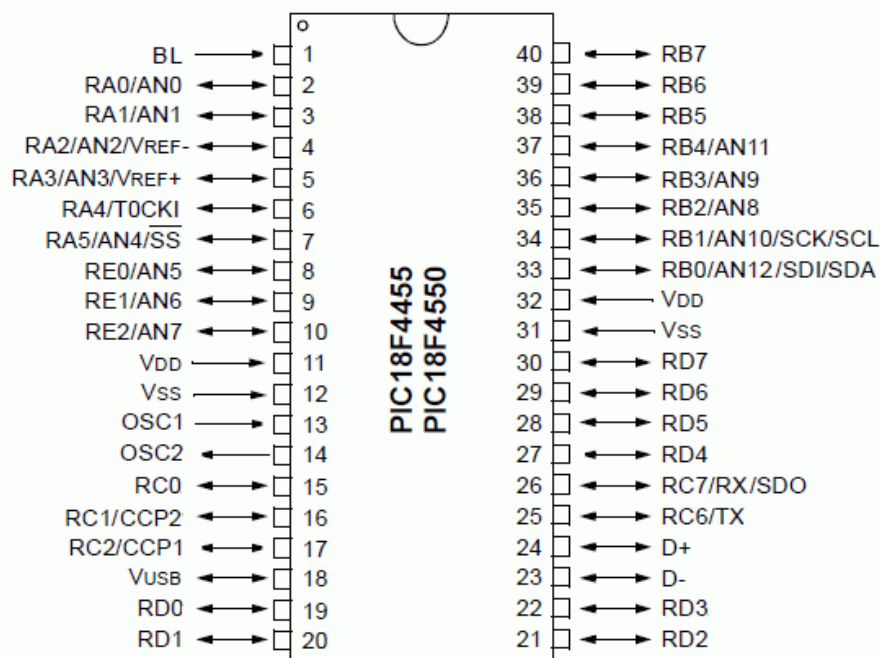 BL 1 40 RB7
RA0/AN0 2 39 RB6
RA1/AN1 3 38 RB5
RA2/AN2/VREF- 4 37 RB4/AN11
RA3/AN3/VREF+ 5 36 RB3/AN9
RA4/T0CKI 6 35 RB2/AN8
RA5/AN4/SS 7 34 RB1/AN10/SCK/SCL
RE0/AN5 8 33 RB0/AN12/SDI/SDA
RE1/AN6 9 32 VDD
RE2/AN7 10 31 VSS
VDD 11 30 RD7
VSS 12 29 RD6
OSC1 13 28 RD5
OSC2 14 27 RD4
RC0 15 26 RC7/RX/SDO
RC1/CCP2 16 25 RC6/TX
RC2/CCP1 17 24 D+
VUSB 18 23 D-
RD0 19 22 RD3
RD1 20 21 RD2
PIC18F4455
PIC18F4550